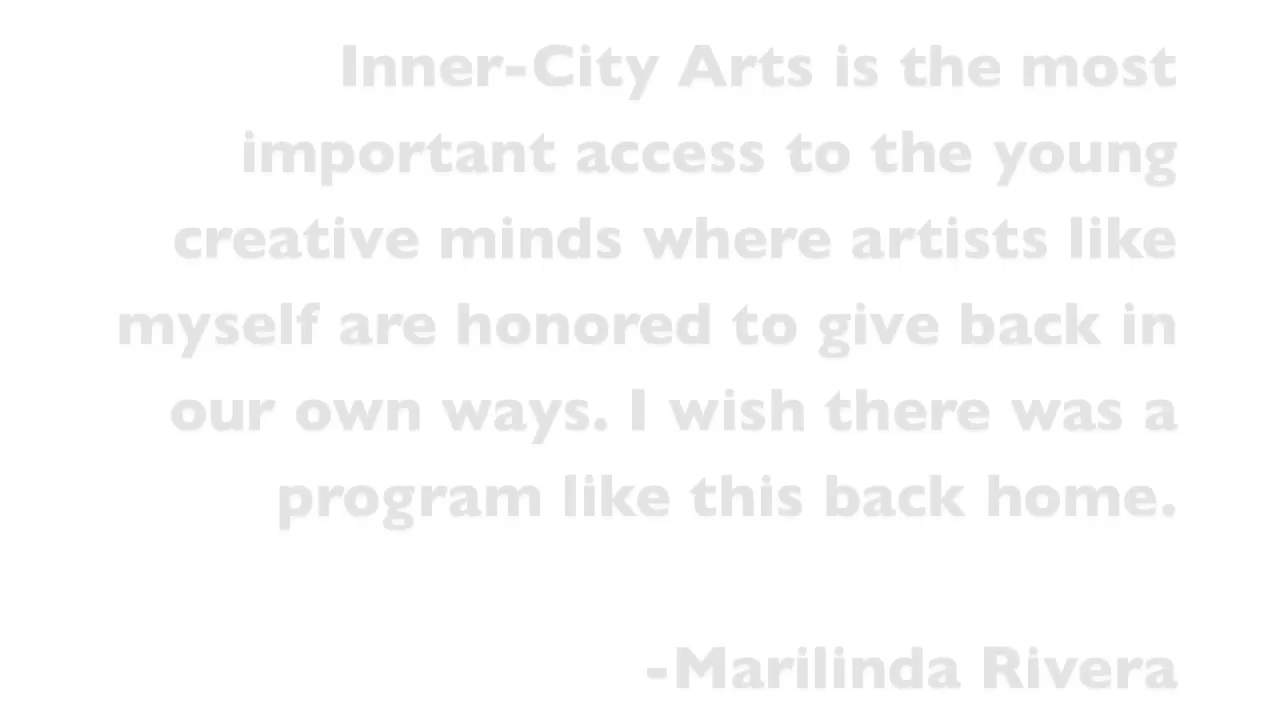 Inner-City Arts is the most
important access to the young
creative minds where artists like
myself are honored to give back in
our own ways. I wish there was a
program like this back home.
-Marilinda Rivera